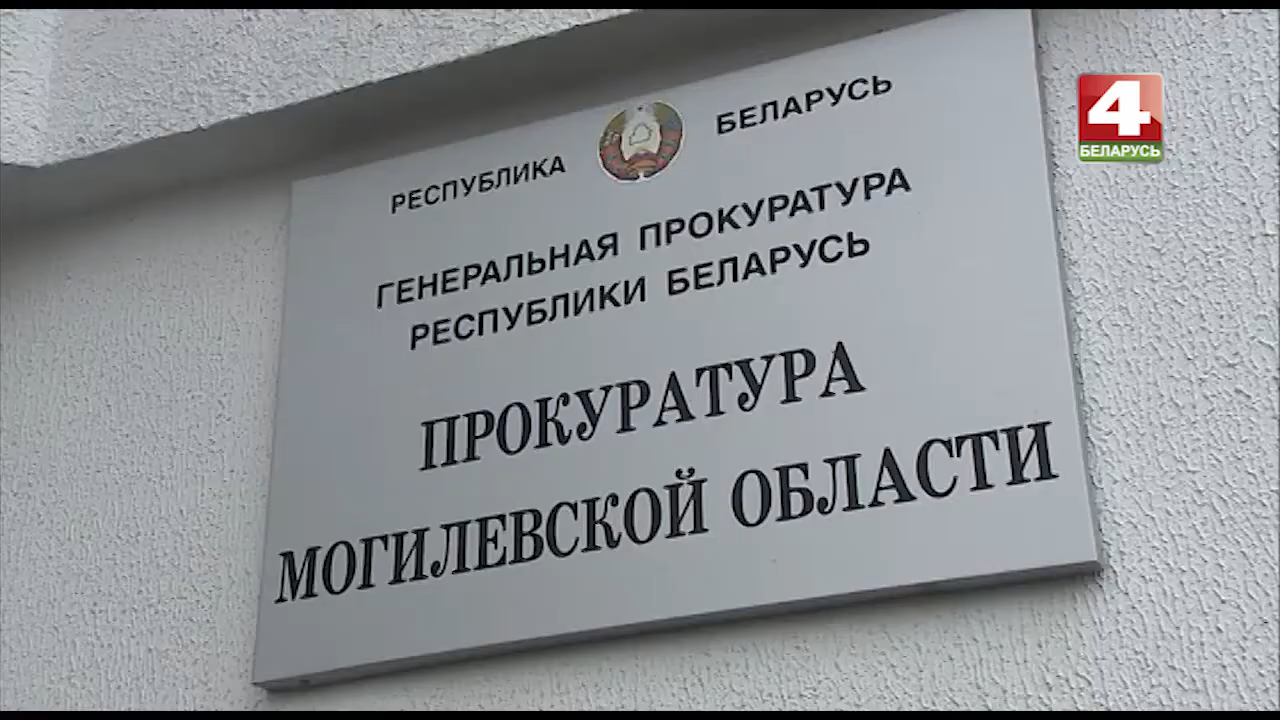 РЕСПУБЛИКА БЕЛАРУСЬ
ГЕНЕРАЛЬНАЯ ПРОКУРАТУРА
РЕСПУБЛИКИ БЕЛАРУСЬ
ПРОКУРАТУРА
МОГИЛЕВСКОЙ ОБЛАСТИ
4
БЕЛАРУСЬ